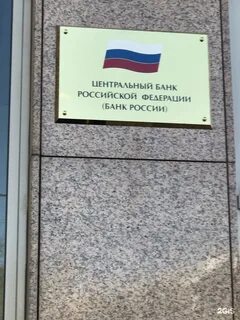 ЦЕНТРАЛЬНЫЙ БАНК
РОССИЙСКОЙ ФЕДЕРАЦИИ
(БАНК РОССИИ)
2GIS